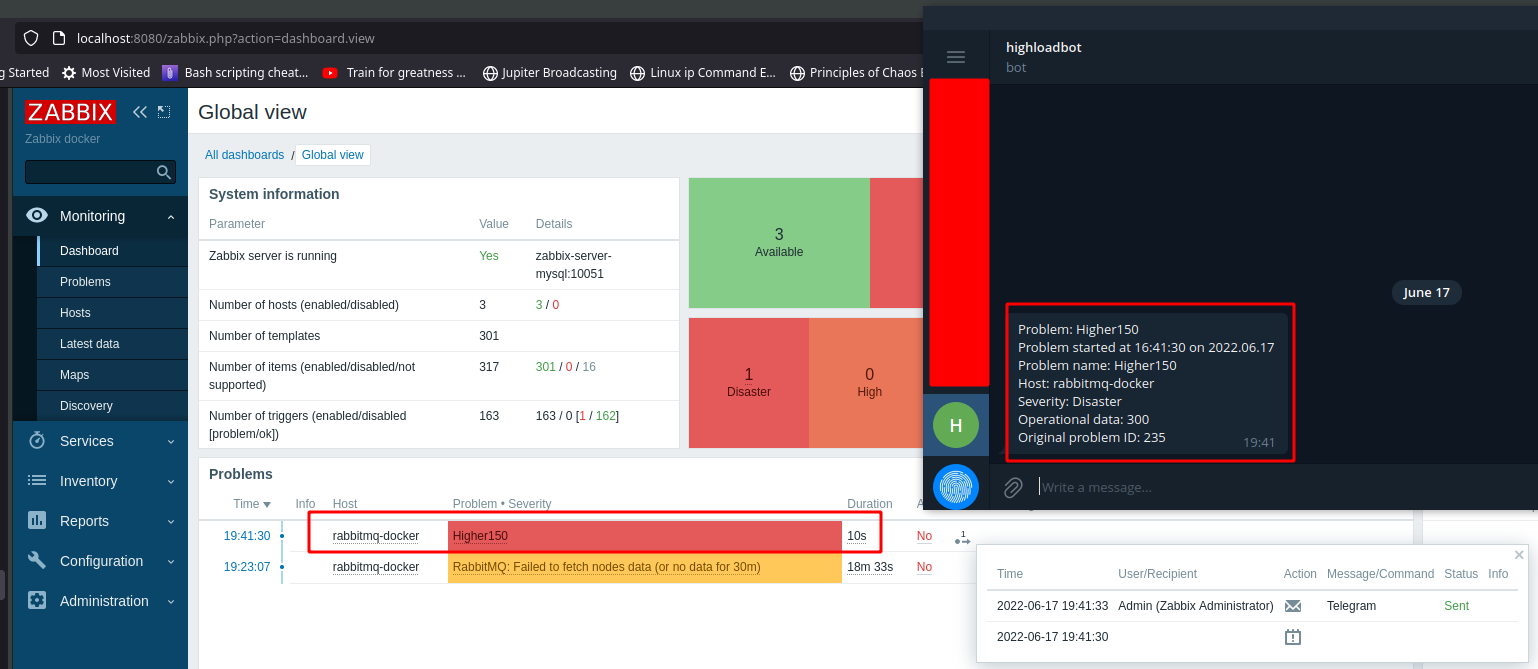 localhost:8080/zabbix.php?action=dashboard.view
g Started Most Visited Bash scripting cheat... Train for greatness ... Jupiter Broadcasting Linux ip Command E... Principles of Chaos
ZABBIX
Zabbix docker
Monitoring
Dashboard
Problems
Hosts
Latest data
Maps
Discovery
Services
Inventory
Reports
Configuration
Administration
Global view
All dashboards / Global view
System information
Parameter Value Details
Zabbix server is running Yes zabbix-server-
mysql:10051
Number of hosts (enabled/disabled) 3 3 / 0
Number of templates 301
Number of items (enabled/disabled/not
supported) 317 301 / 0 / 16
Number of triggers (enabled/disabled
[problem/ok]) 163 163 / 0 [1 / 162]
3
Available
1
Disaster
0
High
Problems
Time Info Host Problem • Severity Duration
19:41:30 rabbitmq-docker Higher150 10s No 1
19:23:07 rabbitmq-docker RabbitMQ: Failed to fetch nodes data (or no data for 30m) 18m 33s No
highloadbot
bot
June 17
Problem: Higher150
Problem started at 16:41:30 on 2022.06.17
Problem name: Higher150
Host: rabbitmq-docker
Severity: Disaster
Operational data: 300
Original problem ID: 235
19:41
H
Write a message...
Time User/Recipient Action Message/Command Status Info
2022-06-17 19:41:33 Admin (Zabbix Administrator) Telegram Sent
2022-06-17 19:41:30